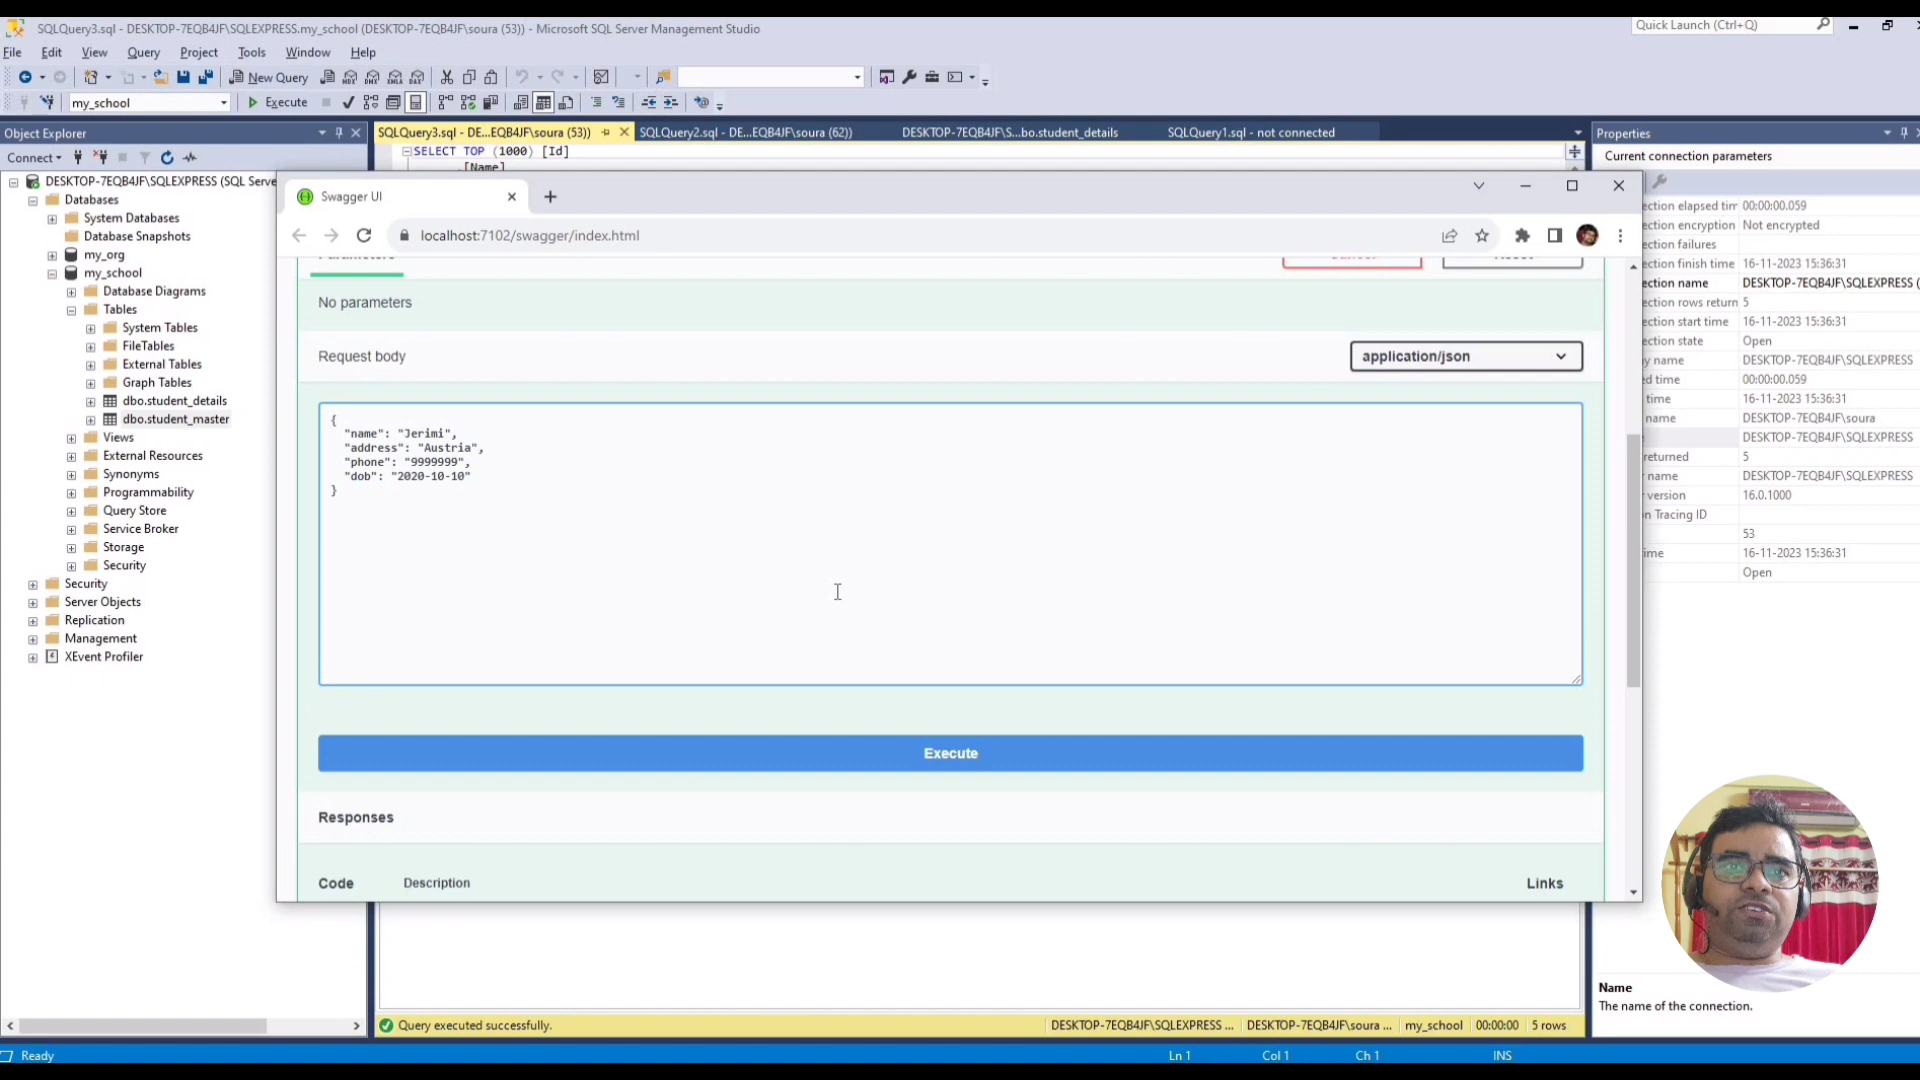 SQLQuery3.sql - DESKTOP-7EQB4JF\SQLEXPRESS.my_school (DESKTOP-7EQB4JF\soura (53)) - Microsoft SQL Server Management Studio
Quick Launch (Ctrl+Q)
File Edit View Query Project Tools Window Help
New Query
my_school Execute
Object Explorer
Connect
DESKTOP-7EQB4JF\SQLEXPRESS (SQL Serve
Databases
System Databases
Database Snapshots
my_org
my_school
Database Diagrams
Tables
System Tables
FileTables
External Tables
Graph Tables
dbo.student_details
dbo.student_master
Views
External Resources
Synonyms
Programmability
Query Store
Service Broker
Storage
Security
Security
Server Objects
Replication
Management
XEvent Profiler
SQLQuery3.sql - DE...EQB4JF\soura (53)) SQLQuery2.sql - DE...EQB4JF\soura (62)) DESKTOP-7EQB4JF\S...bo.student_details SQLQuery1.sql - not connected
SELECT TOP (1000) [Id]
,[Name]
Swagger UI
localhost:7102/swagger/index.html
Parameters
No parameters
Request body
application/json
{
"name": "Jerimi",
"address": "Austria",
"phone": "9999999",
"dob": "2020-10-10"
}
Execute
Responses
Code Description Links
Properties
Current connection parameters
ection elapsed tim 00:00:00.059
ection encryption Not encrypted
ection failures
ection finish time 16-11-2023 15:36:31
ection name DESKTOP-7EQB4JF\SQLEXPRESS (
ection rows return 5
ection start time 16-11-2023 15:36:31
ection state Open
y name DESKTOP-7EQB4JF\SQLEXPRESS
ed time 00:00:00.059
time 16-11-2023 15:36:31
name DESKTOP-7EQB4JF\soura
DESKTOP-7EQB4JF\SQLEXPRESS
returned 5
r name DESKTOP-7EQB4JF\SQLEXPRESS
version 16.0.1000
n Tracing ID
53
ime 16-11-2023 15:36:31
Open
Name
The name of the connection.
Query executed successfully. DESKTOP-7EQB4JF\SQLEXPRESS ... DESKTOP-7EQB4JF\soura ... my_school 00:00:00 5 rows
Ready Ln 1 Col 1 Ch 1 INS